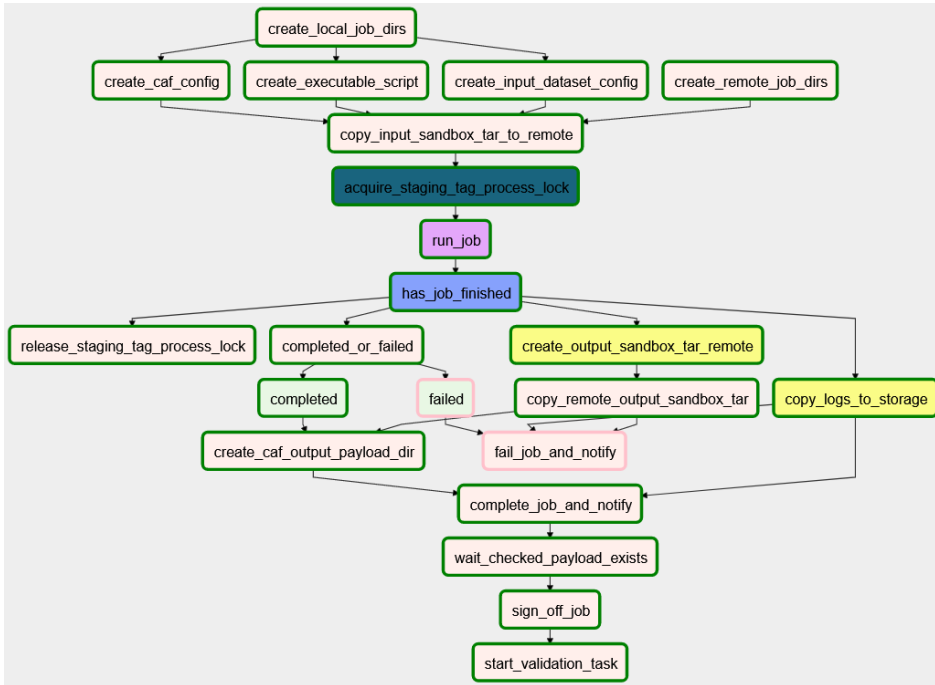 create_local_job_dirs
create_caf_config
create_executable_script
create_input_dataset_config
create_remote_job_dirs
copy_input_sandbox_tar_to_remote
acquire_staging_tag_process_lock
run_job
has_job_finished
release_staging_tag_process_lock
completed_or_failed
create_output_sandbox_tar_remote
completed
failed
copy_remote_output_sandbox_tar
copy_logs_to_storage
create_caf_output_payload_dir
fail_job_and_notify
complete_job_and_notify
wait_checked_payload_exists
sign_off_job
start_validation_task